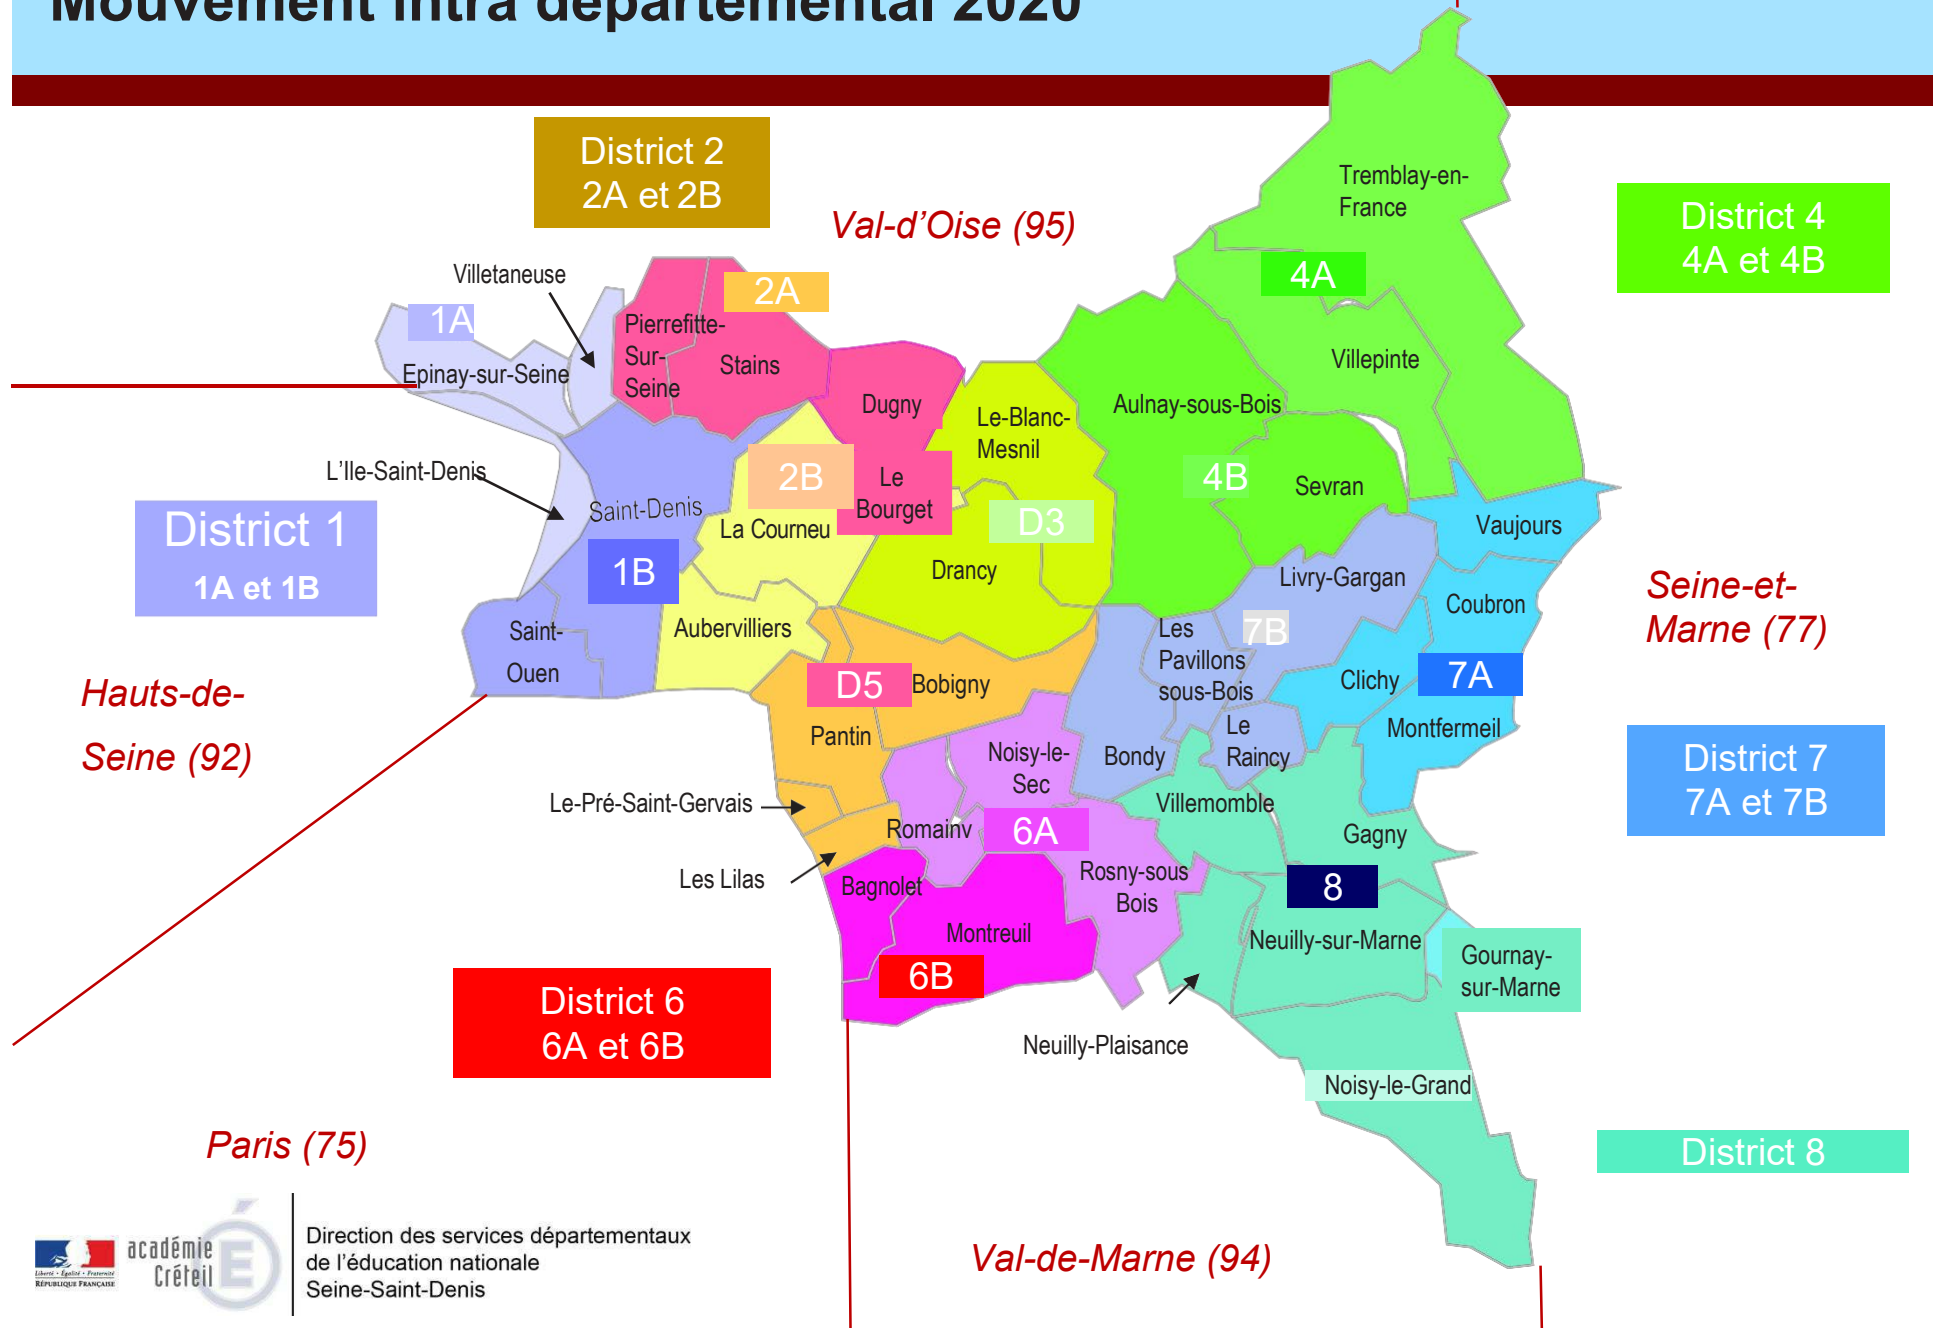 Mouvement intra départemental 2020
District 2
2A et 2B
Val-d’Oise (95)
Tremblay-en-
France
District 4
4A et 4B
Villetaneuse
2A
4A
1A
Pierrefitte-
Sur-
Seine
Stains
Villepinte
Epinay-sur-Seine
Dugny
Le-Blanc-
Mesnil
Aulnay-sous-Bois
L’Ile-Saint-Denis
2B
Le
Bourget
4B
Sevran
Saint-Denis
La Courneu
D3
Vaujours
District 1
1A et 1B
1B
Drancy
Livry-Gargan
Coubron
Seine-et-
Marne (77)
Saint-
Ouen
Aubervilliers
Les
Pavillons
sous-Bois
7B
Hauts-de-
Seine (92)
D5
Bobigny
Clichy
7A
Pantin
Noisy-le-
Sec
Bondy
Le
Raincy
Montfermeil
District 7
7A et 7B
Le-Pré-Saint-Gervais
Villemomble
Romainv
6A
Gagny
Les Lilas
Bagnolet
Rosny-sous
Bois
8
Montreuil
Neuilly-sur-Marne
Gournay-
sur-Marne
6B
District 6
6A et 6B
Neuilly-Plaisance
Noisy-le-Grand
Paris (75)
District 8
Val-de-Marne (94)
Liberté • Égalité • Fraternité
RÉPUBLIQUE FRANÇAISE
académie
Créteil
É
Direction des services départementaux
de l’éducation nationale
Seine-Saint-Denis